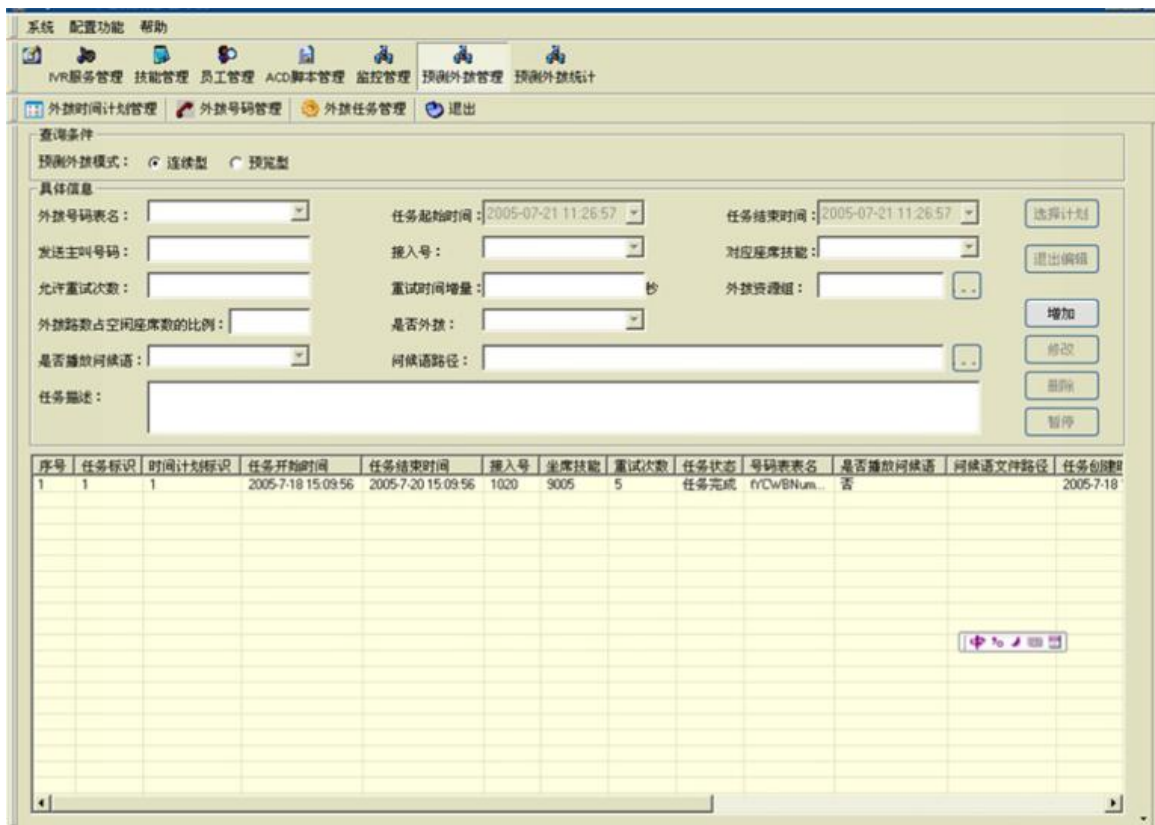 系统 配置功能 帮助
IVR服务管理 技能管理 员工管理 ACD脚本管理 监控管理 预测外拨管理 预测外拨统计
外拨时间计划管理 外拨号码管理 外拨任务管理 退出
查询条件
预测外拨模式： 连续型 预览型
具体信息
外拨号码表名： 任务起始时间：2005-07-21 11:26:57 任务结束时间：2005-07-21 11:26:57 选择计划
发送主叫号码： 接入号： 对应座席技能： 退出编辑
允许重试次数： 重试时间增量： 秒 外拨资源组： ..
外拨路数占空闲座席数的比例： 是否外拨： 增加
是否播放问候语： 问候语路径： .. 修改
任务描述： 删除
暂停
序号 任务标识 时间计划标识 任务开始时间 任务结束时间 接入号 坐席技能 重试次数 任务状态 号码表表名 是否播放问候语 问候语文件路径 任务创建
1 1 1 2005-7-18 15:09:56 2005-7-20 15:09:56 1020 9005 5 任务完成 tYCWBNum... 否 2005-7-18
中